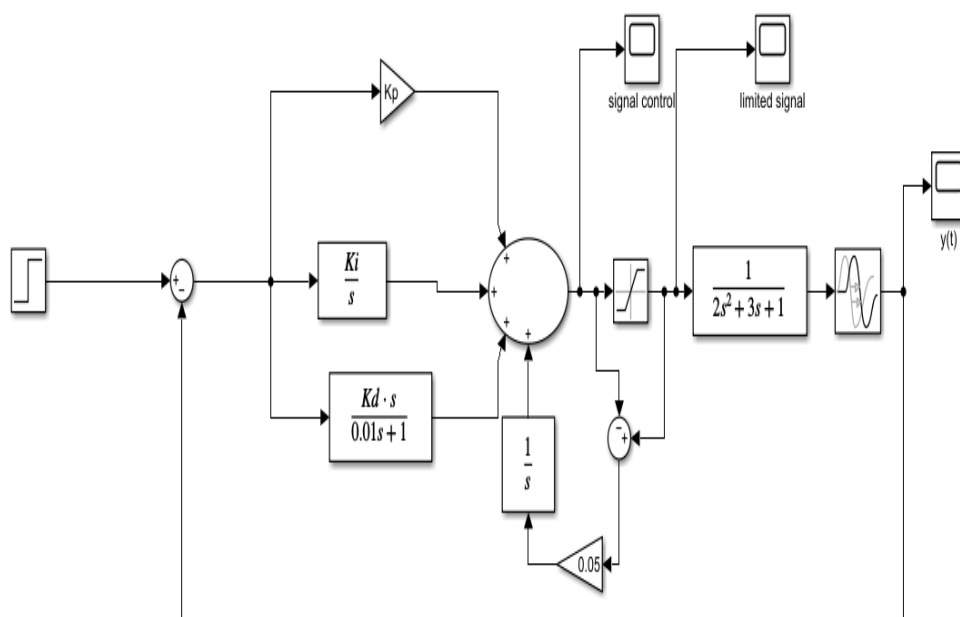 signal control
limited signal
Kp
y(t)
+
−
Ki
s
+
+
+
+
1
2s² + 3s + 1
Kd · s
0.01s + 1
1
s
−
+
0.05